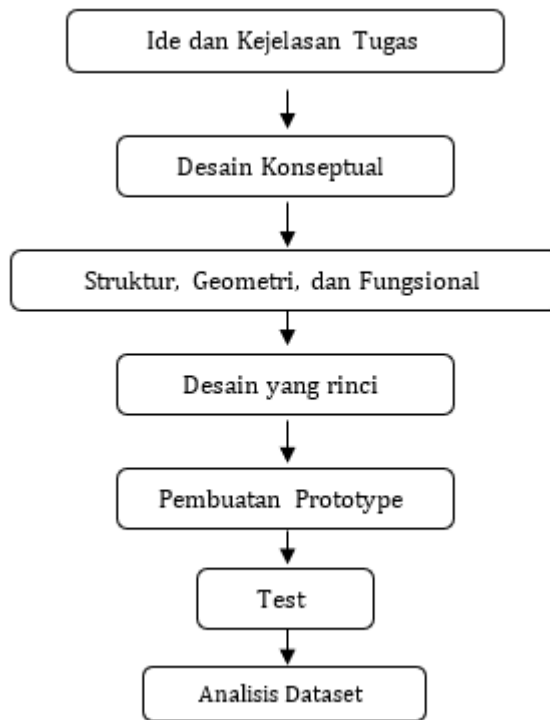 Ide dan Kejelasan Tugas
Desain Konseptual
Struktur, Geometri, dan Fungsional
Desain yang rinci
Pembuatan Prototype
Test
Analisis Dataset